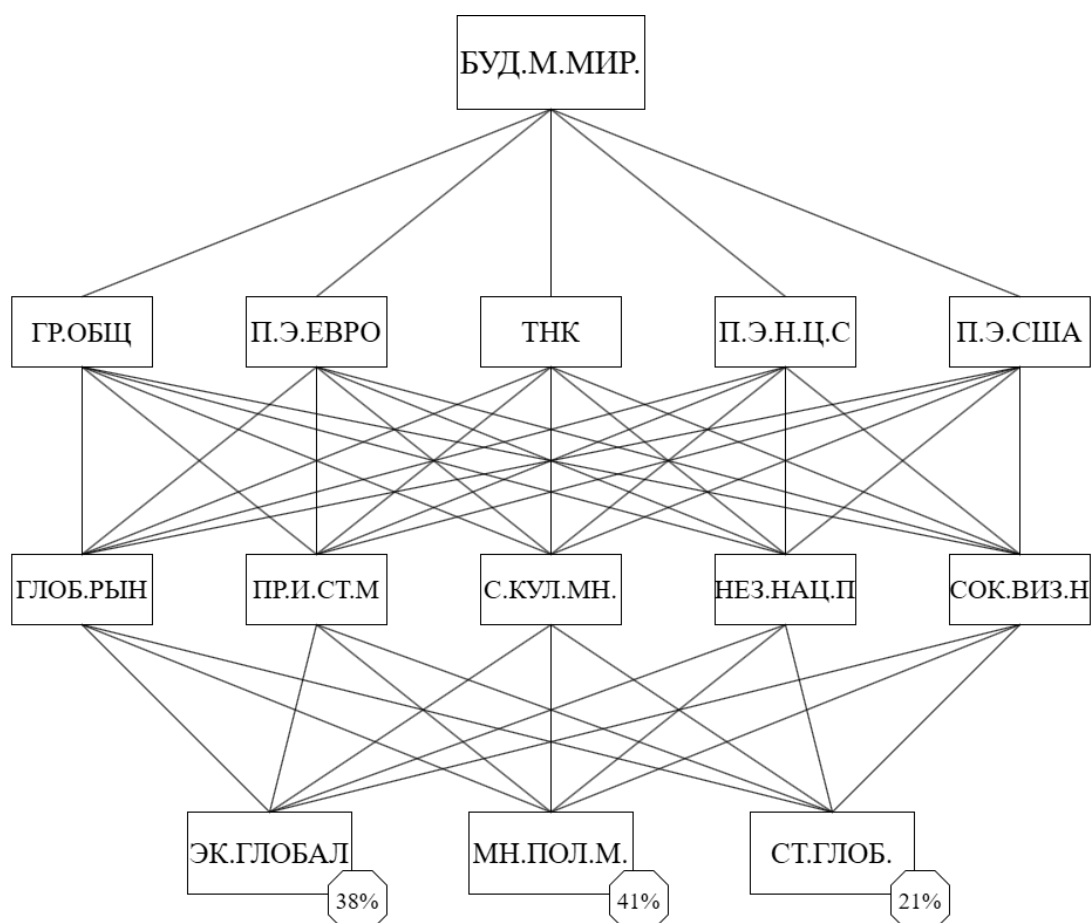 БУД.М.МИР.
ГР.ОБЩ
П.Э.ЕВРО
ТНК
П.Э.Н.Ц.С
П.Э.США
ГЛОБ.РЫН
ПР.И.СТ.М
С.КУЛ.МН.
НЕЗ.НАЦ.П
СОК.ВИЗ.Н
ЭК.ГЛОБАЛ
МН.ПОЛ.М.
СТ.ГЛОБ.
38%
41%
21%